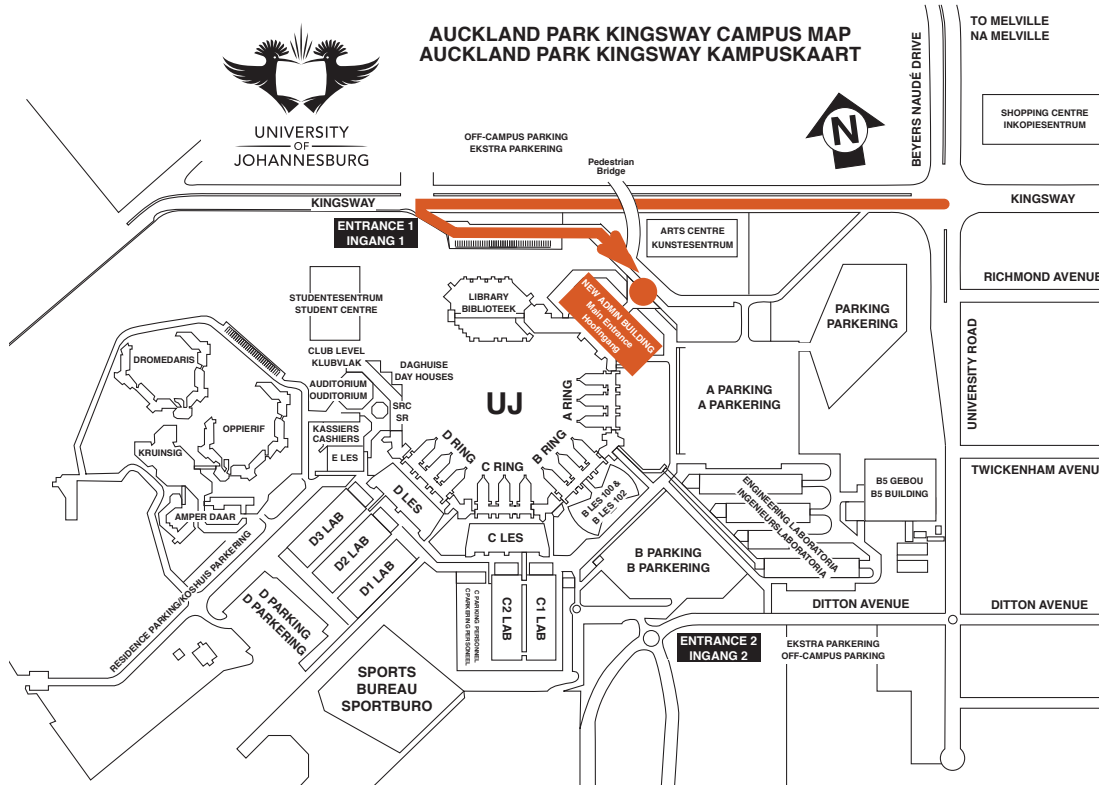 AUCKLAND PARK KINGSWAY CAMPUS MAP
AUCKLAND PARK KINGSWAY KAMPUSKAART
UNIVERSITY
OF
JOHANNESBURG
TO MELVILLE
NA MELVILLE
BEYERS NAUDÉ DRIVE
SHOPPING CENTRE
INKOPIESENTRUM
N
OFF-CAMPUS PARKING
EKSTRA PARKERING
Pedestrian
Bridge
KINGSWAY
KINGSWAY
ENTRANCE 1
INGANG 1
ARTS CENTRE
KUNSTESENTRUM
RICHMOND AVENUE
STUDENTESENTRUM
STUDENT CENTRE
LIBRARY
BIBLIOTEEK
NEW ADMIN BUILDING
Main Entrance
Hoofingang
PARKING
PARKERING
UNIVERSITY ROAD
DROMEDARIS
CLUB LEVEL
KLUBVLAK
DAGHUISE
DAY HOUSES
AUDITORIUM
OUDITORIUM
SRC
SR
UJ
A RING
A PARKING
A PARKERING
OPPIERIF
KASSIERS
CASHIERS
E LES
KRUINSIG
D RING
C RING
B RING
TWICKENHAM AVENUE
B5 GEBOU
B5 BUILDING
ENGINEERING LABORATORIA
INGENIEURSLABORATORIA
D LES
B LES 100 &
B LES 102
AMPER DAAR
D3 LAB
D2 LAB
D1 LAB
C LES
B PARKING
B PARKERING
RESIDENCE PARKING/KOSHUIS PARKERING
D PARKING
D PARKERING
C PARKING PERSONNEL
C PARKERING PERSONEEL
C2 LAB
C1 LAB
DITTON AVENUE
DITTON AVENUE
ENTRANCE 2
INGANG 2
EKSTRA PARKERING
OFF-CAMPUS PARKING
SPORTS
BUREAU
SPORTBURO